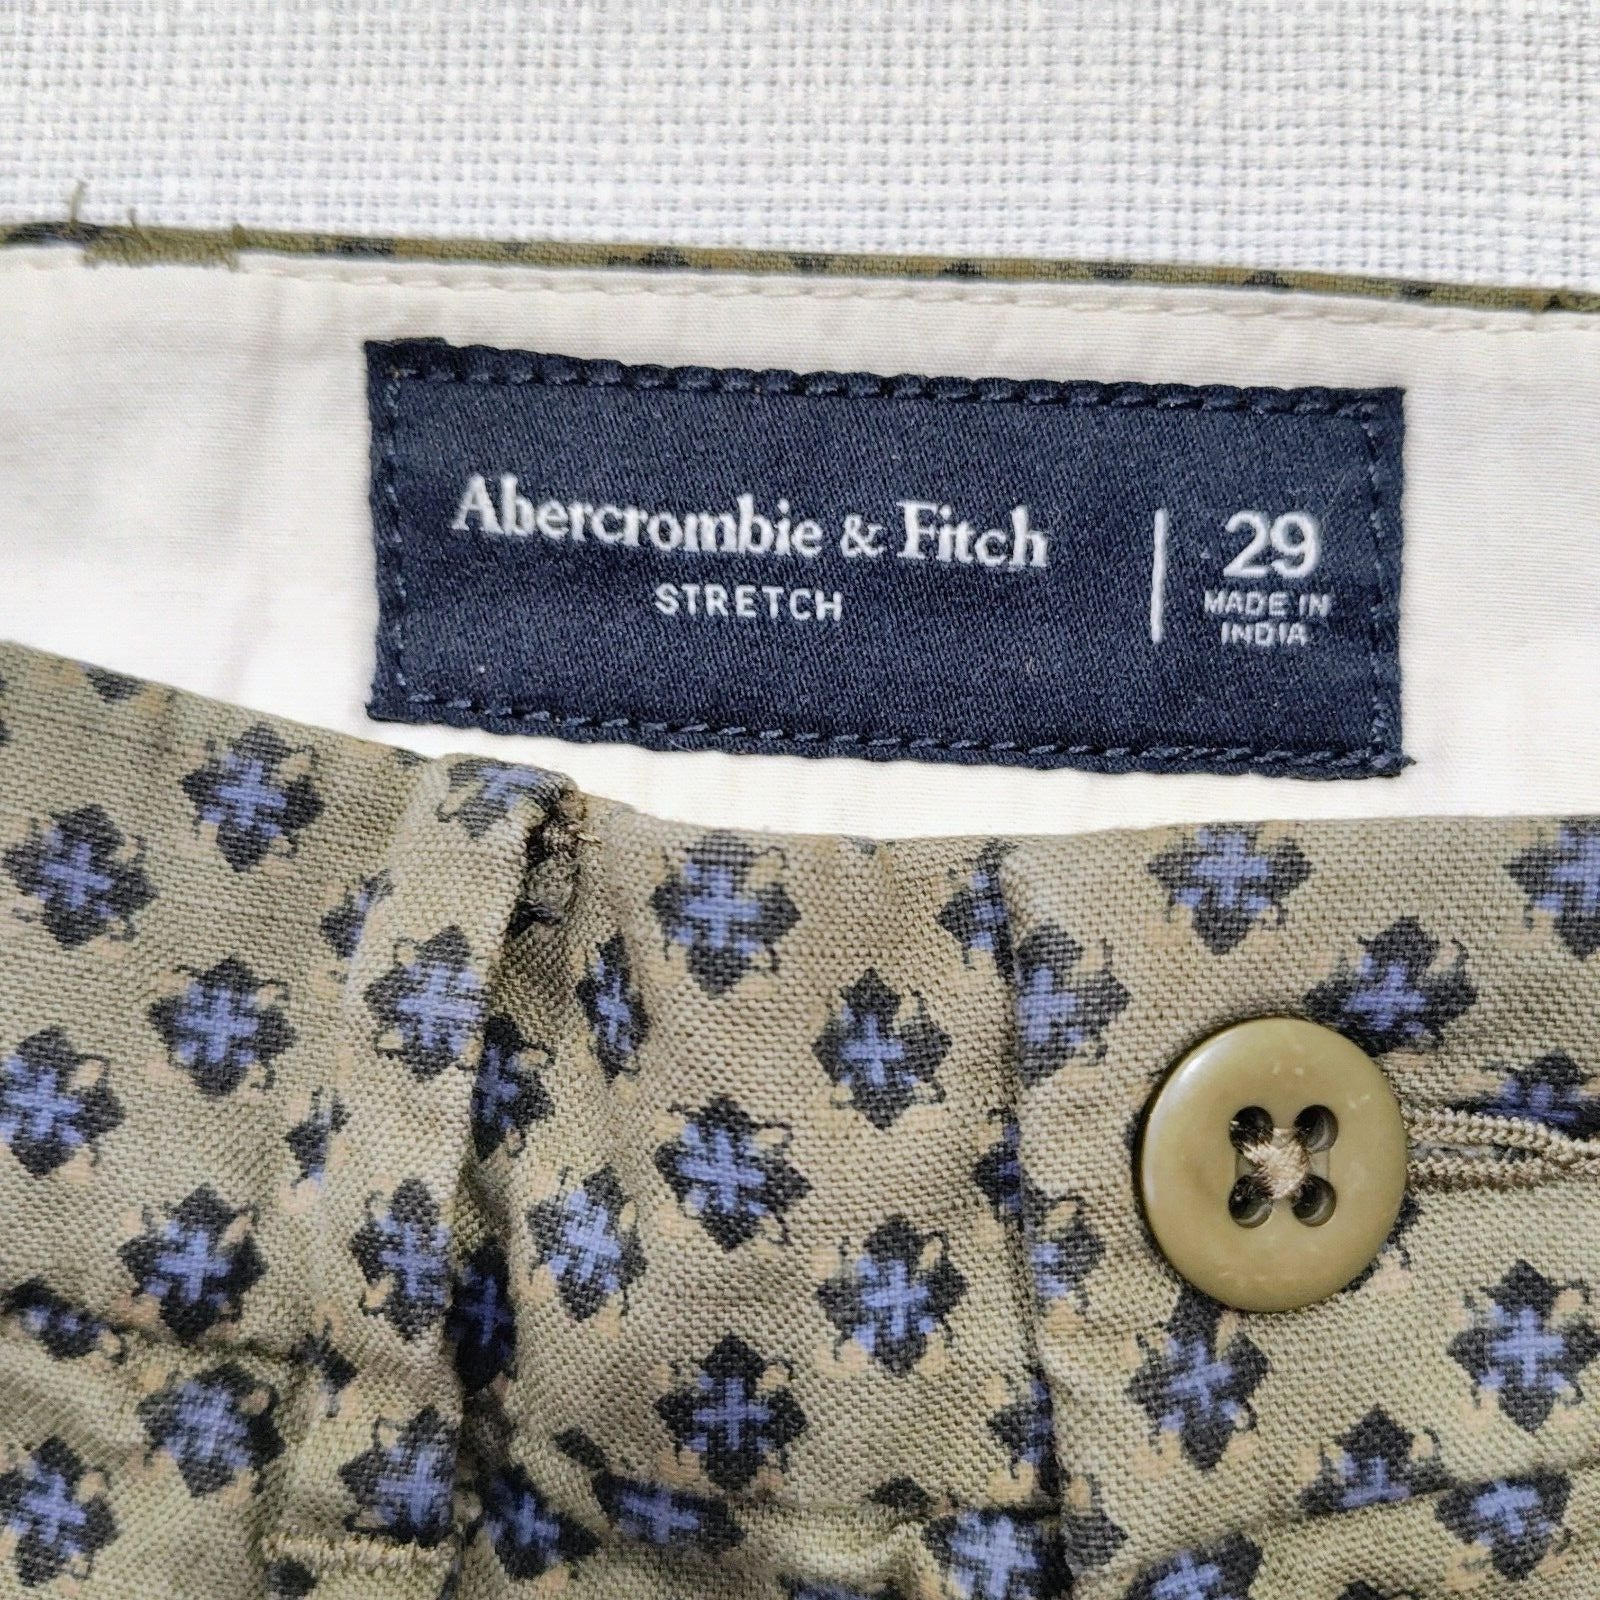 Abercrombie & Fitch
STRETCH
29
MADE IN
INDIA